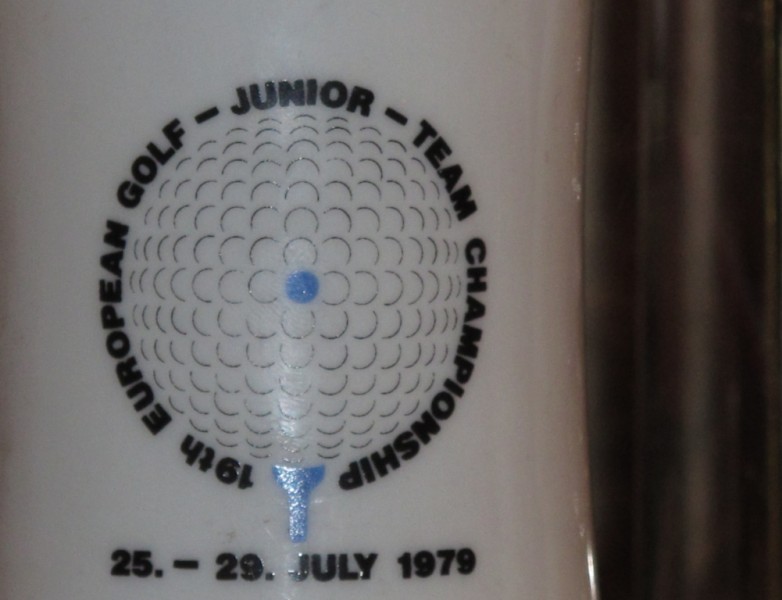 19th EUROPEAN GOLF - JUNIOR - TEAM CHAMPIONSHIP
25. - 29. JULY 1979